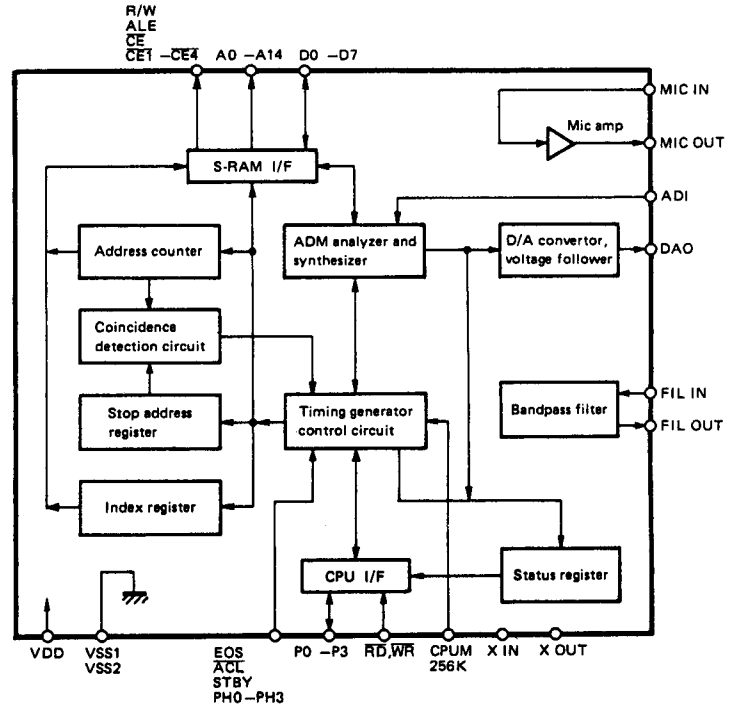 R/W
ALE
CE
CE1 –CE4 A0 –A14 D0 –D7
MIC IN
Mic amp
MIC OUT
S-RAM I/F
ADI
Address counter
ADM analyzer and
synthesizer
D/A convertor,
voltage follower
DAO
Coincidence
detection circuit
Stop address
register
Timing generator
control circuit
Bandpass filter
FIL IN
FIL OUT
Index register
CPU I/F
Status register
VDD
VSS1
VSS2
EOS
ACL
STBY
PH0–PH3
P0 –P3
RD,WR
CPUM
256K
X IN
X OUT